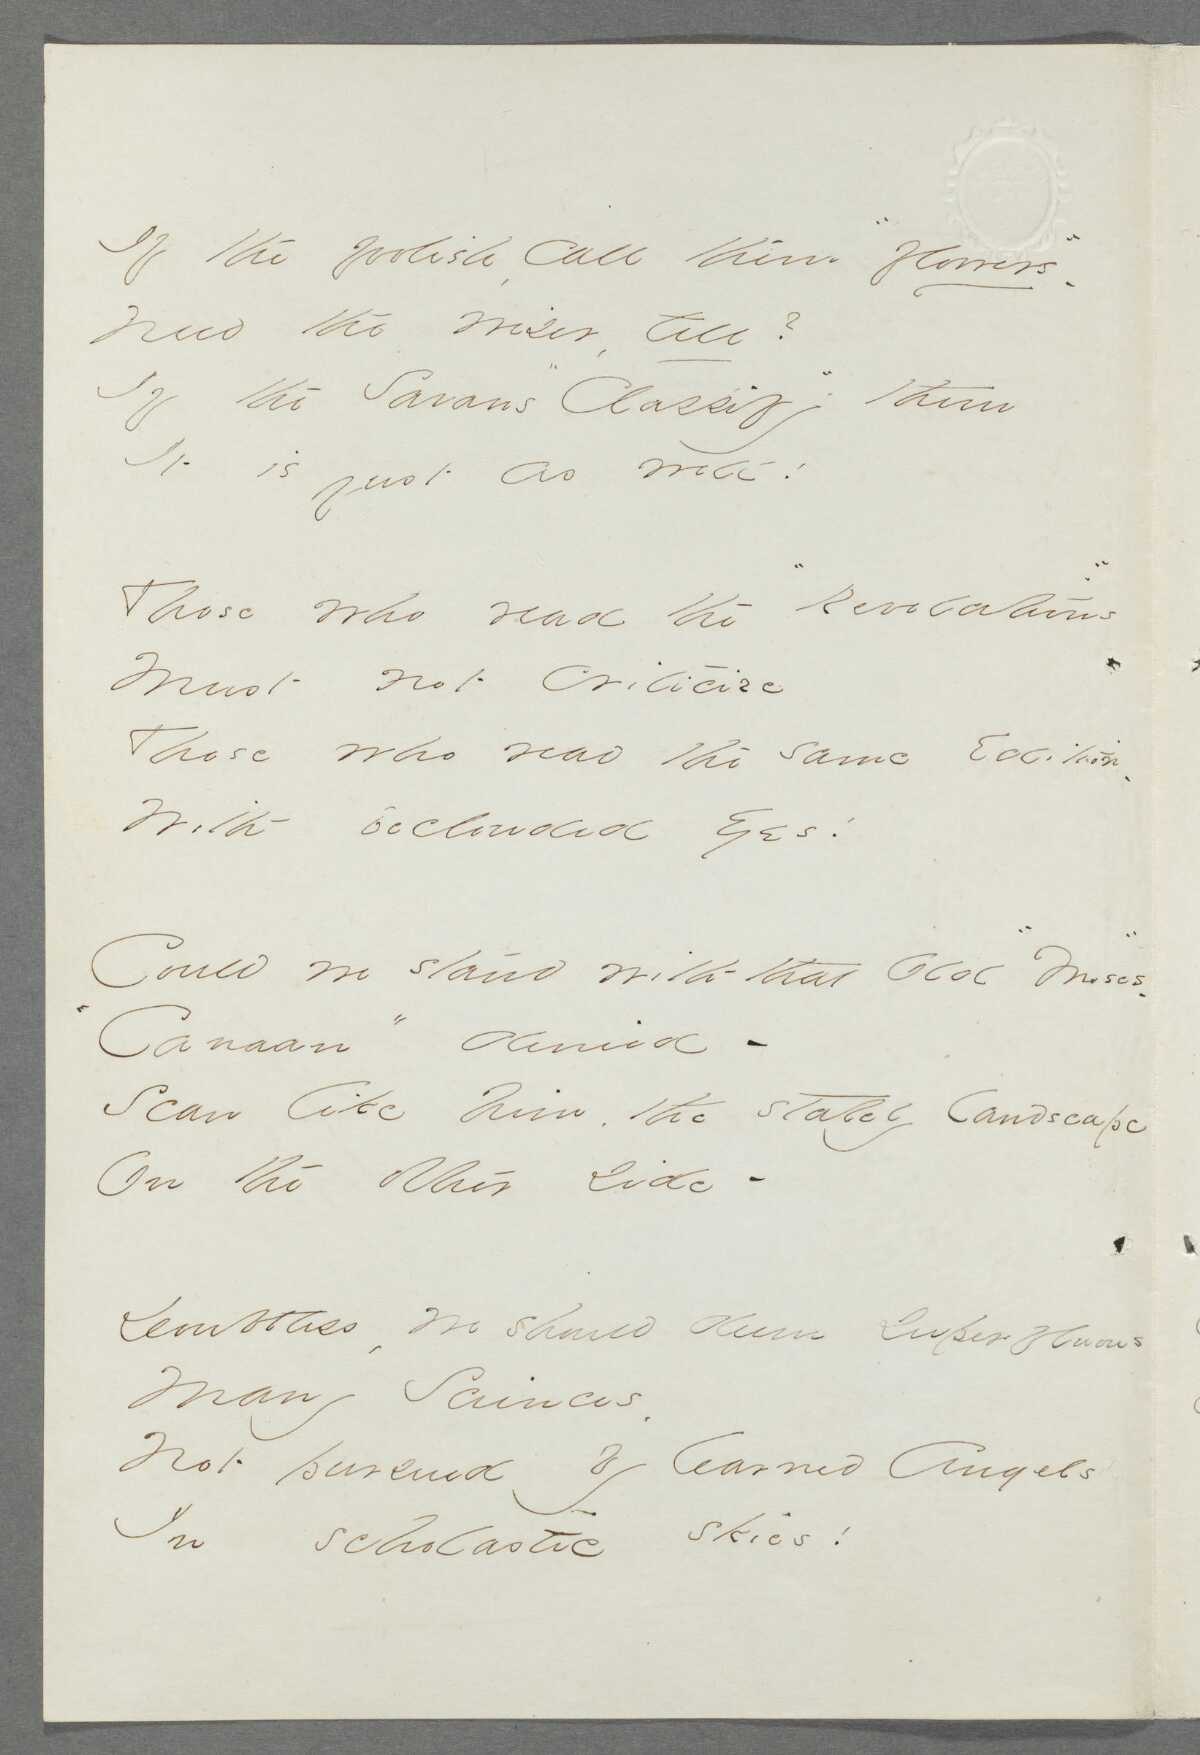 If the foolish, call them "flowers" -
Need the wiser, tell?
If the Savans "Classify" them
It is just as well!
Those who read the "Revelations"
Must not criticize
Those who read the same Edition -
With beclouded Eyes!
Could we stand with that Old "Moses" -
"Canaan" denied -
Scan like him, the stately landscape
On the other side -
Doubtless, we should deem superfluous
Many Sciences,
Not pursued by learned Angels
In scholastic skies!